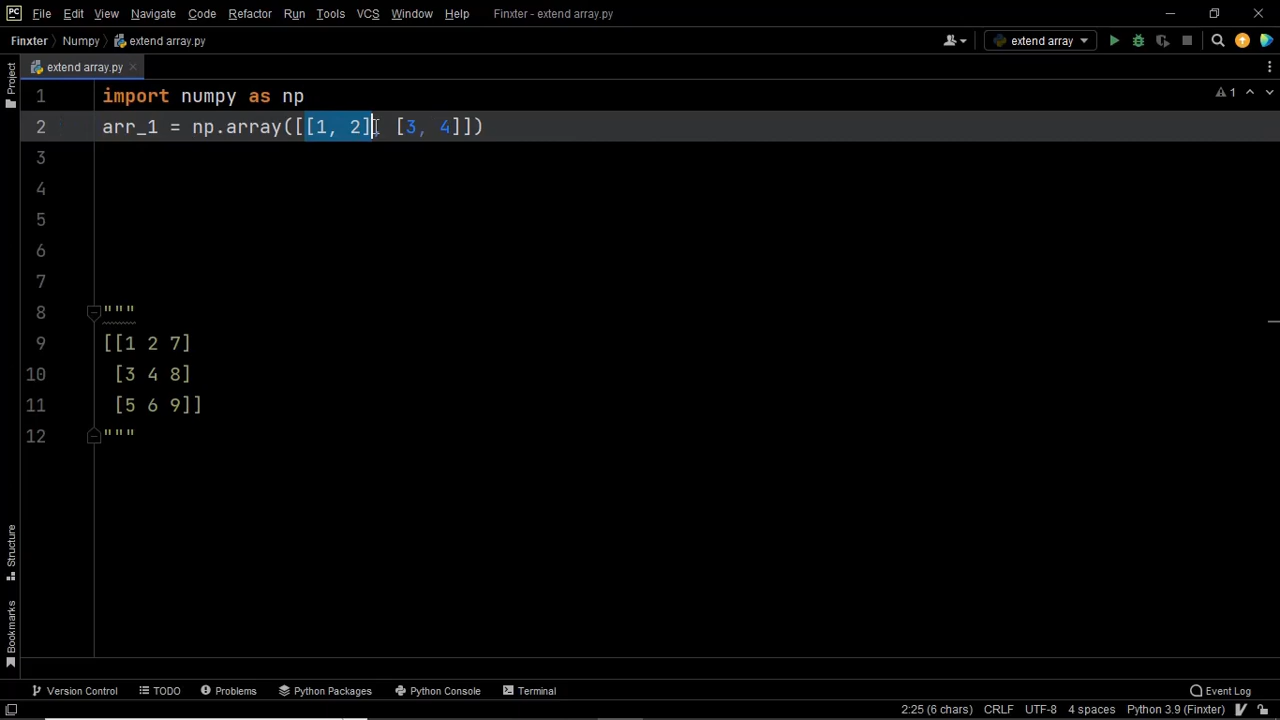 PC File Edit View Navigate Code Refactor Run Tools VCS Window Help Finxter - extend array.py
Finxter Numpy extend array.py extend array
Project extend array.py
1 import numpy as np 1
2 arr_1 = np.array([[1, 2], [3, 4]])
3
4
5
6
7
8 """
9 [[1 2 7]
10 [3 4 8]
11 [5 6 9]]
12 """
Structure
Bookmarks
Version Control TODO Problems Python Packages Python Console Terminal Event Log
2:25 (6 chars) CRLF UTF-8 4 spaces Python 3.9 (Finxter)